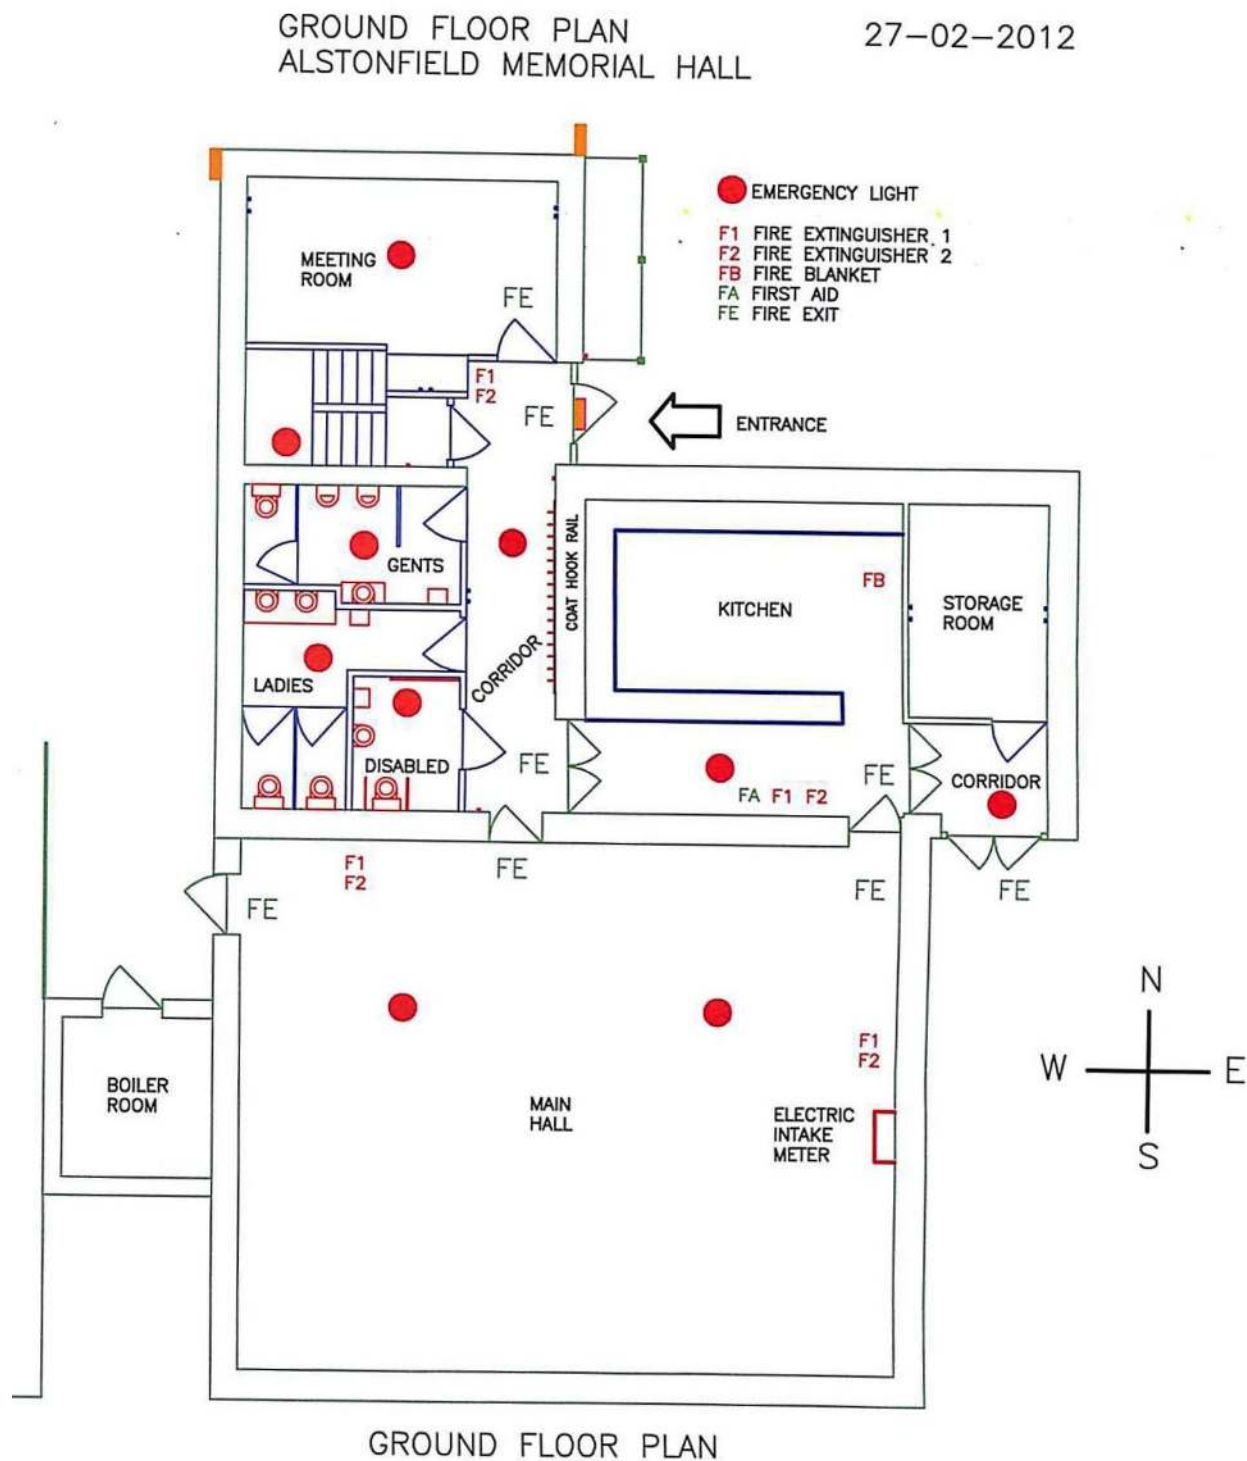 GROUND FLOOR PLAN
ALSTONFIELD MEMORIAL HALL
27-02-2012
EMERGENCY LIGHT
F1 FIRE EXTINGUISHER 1
F2 FIRE EXTINGUISHER 2
FB FIRE BLANKET
FA FIRST AID
FE FIRE EXIT
MEETING
ROOM
FE
F1
F2
FE
ENTRANCE
GENTS
COAT HOOK RAIL
KITCHEN
FB
STORAGE
ROOM
LADIES
CORRIDOR
DISABLED
FE
FE
CORRIDOR
FA F1 F2
F1
F2
FE
FE
FE
FE
N
W
E
S
F1
F2
BOILER
ROOM
MAIN
HALL
ELECTRIC
INTAKE
METER
GROUND FLOOR PLAN